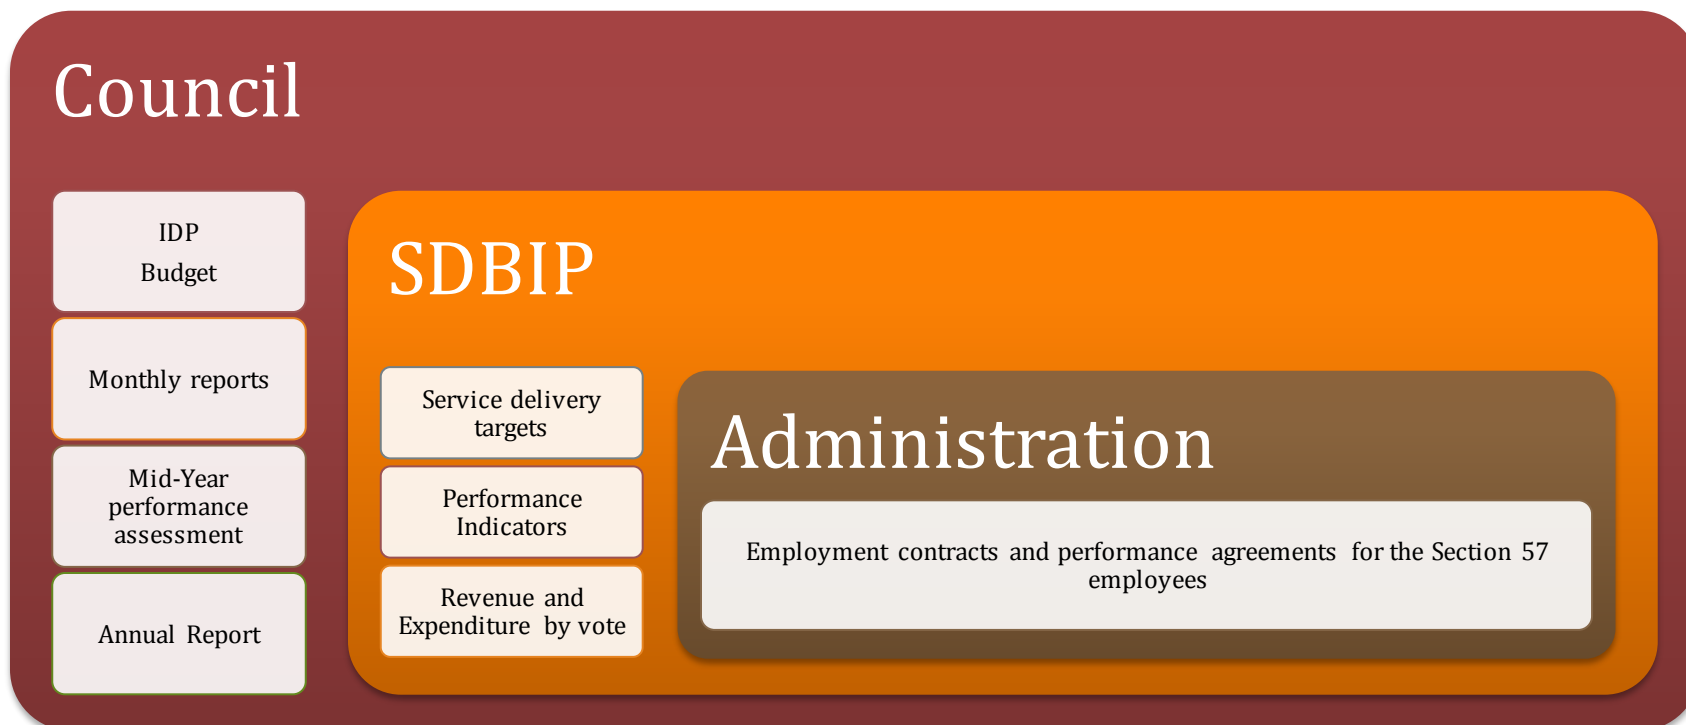 Council
IDP
Budget
Monthly reports
Mid-Year
performance
assessment
Annual Report
SDBIP
Service delivery
targets
Performance
Indicators
Revenue and
Expenditure by vote
Administration
Employment contracts and performance agreements for the Section 57
employees